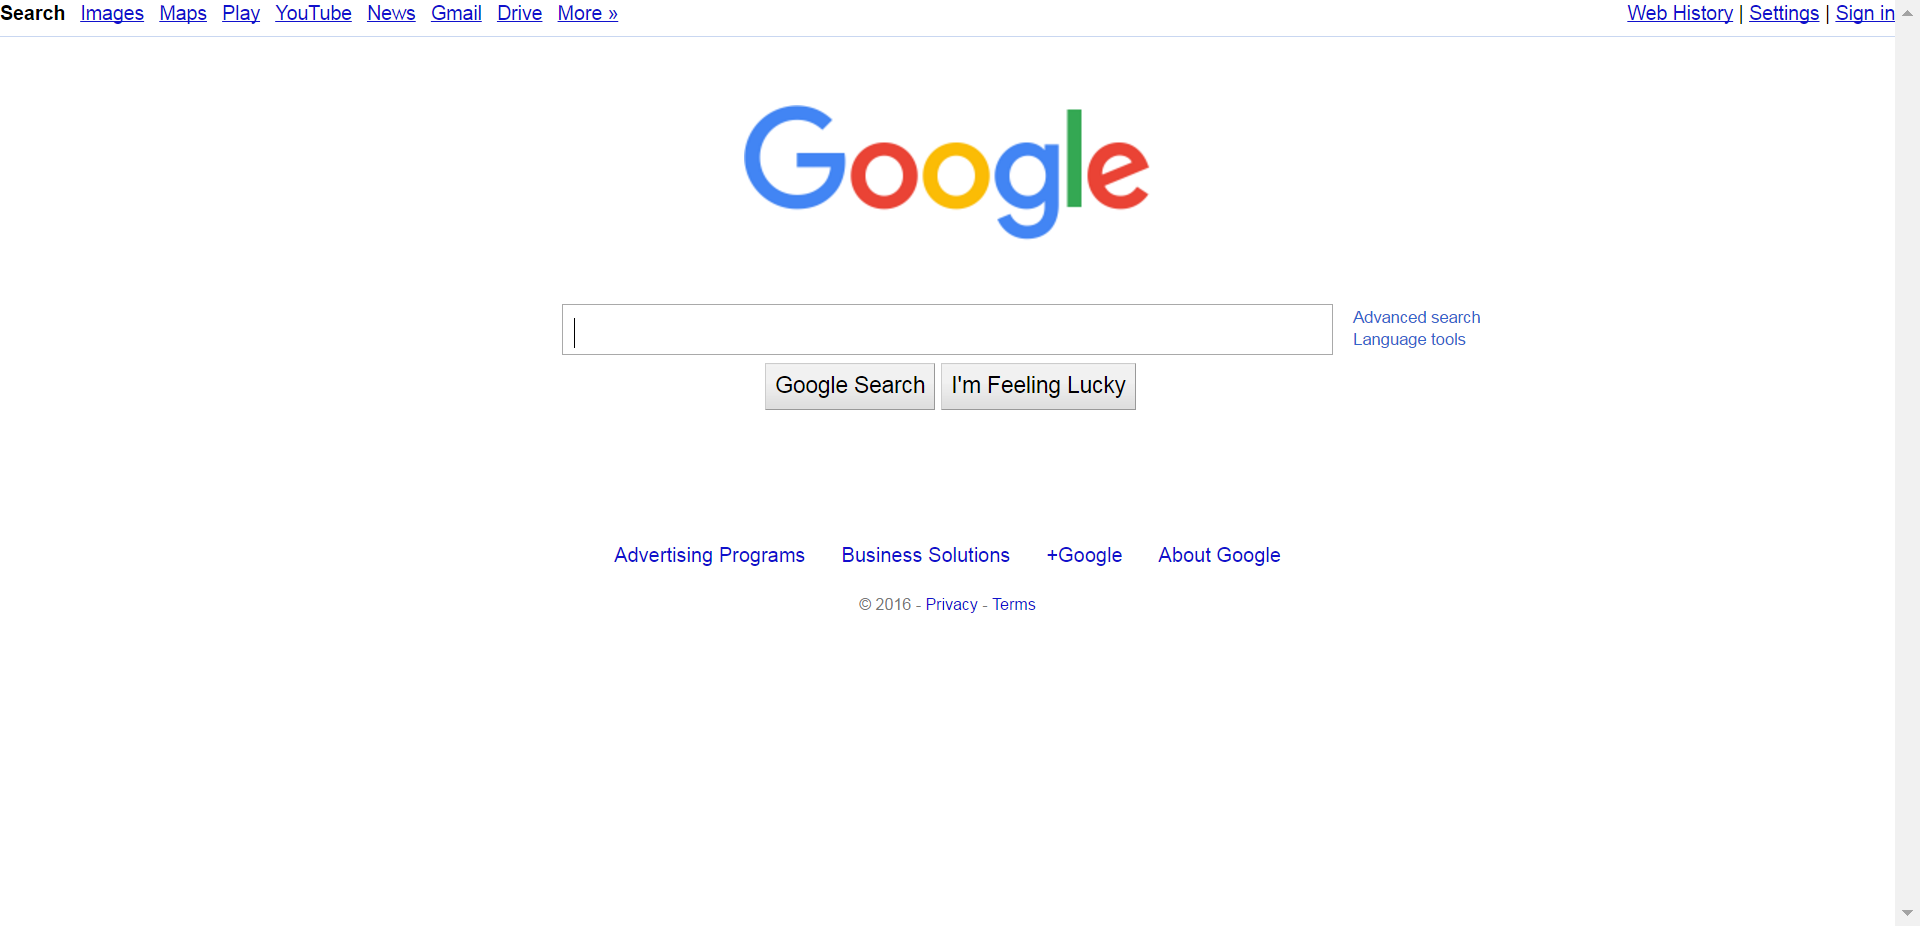 Search Images Maps Play YouTube News Gmail Drive More »
Web History | Settings | Sign in
Google
Advanced search
Language tools
Google Search
I'm Feeling Lucky
Advertising Programs Business Solutions +Google About Google
© 2016 - Privacy - Terms